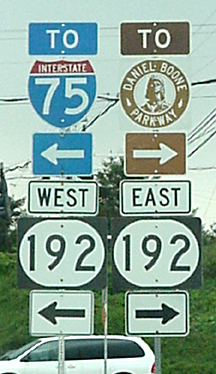 TO
INTERSTATE
75
WEST
192
TO
DANIEL BOONE
PARKWAY
EAST
192